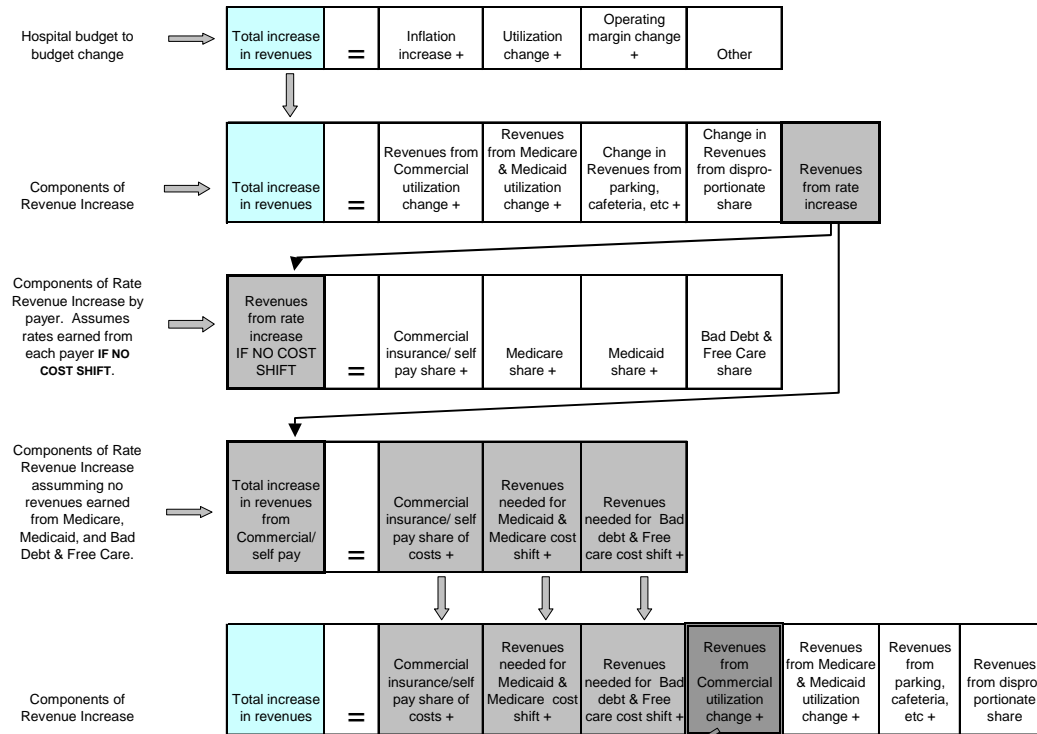 Hospital budget to
budget change
Total increase
in revenues
=
Inflation
increase +
Utilization
change +
Operating
margin change
+
Other
Components of
Revenue Increase
Total increase
in revenues
=
Revenues from
Commercial
utilization
change +
Revenues
from Medicare
& Medicaid
utilization
change +
Change in
Revenues from
parking,
cafeteria, etc +
Change in
Revenues
from dispro-
portionate
share
Revenues
from rate
increase
Components of Rate
Revenue Increase by
payer. Assumes
rates earned from
each payer IF NO
COST SHIFT.
Revenues
from rate
increase
IF NO COST
SHIFT
=
Commercial
insurance/ self
pay share +
Medicare
share +
Medicaid
share +
Bad Debt &
Free Care
share
Components of Rate
Revenue Increase
assumming no
revenues earned
from Medicare,
Medicaid, and Bad
Debt & Free Care.
Total increase
in revenues
from
Commercial/
self pay
=
Commercial
insurance/ self
pay share of
costs +
Revenues
needed for
Medicaid &
Medicare cost
shift +
Revenues
needed for Bad
debt & Free
care cost shift +
Components of
Revenue Increase
Total increase
in revenues
=
Commercial
insurance/self
pay share of
costs +
Revenues
needed for
Medicaid &
Medicare cost
shift +
Revenues
needed for Bad
debt & Free
care cost shift +
Revenues
from
Commercial
utilization
change +
Revenues
from Medicare
& Medicaid
utilization
change +
Revenues
from
parking,
cafeteria,
etc +
Revenues
from dispro
portionate
share